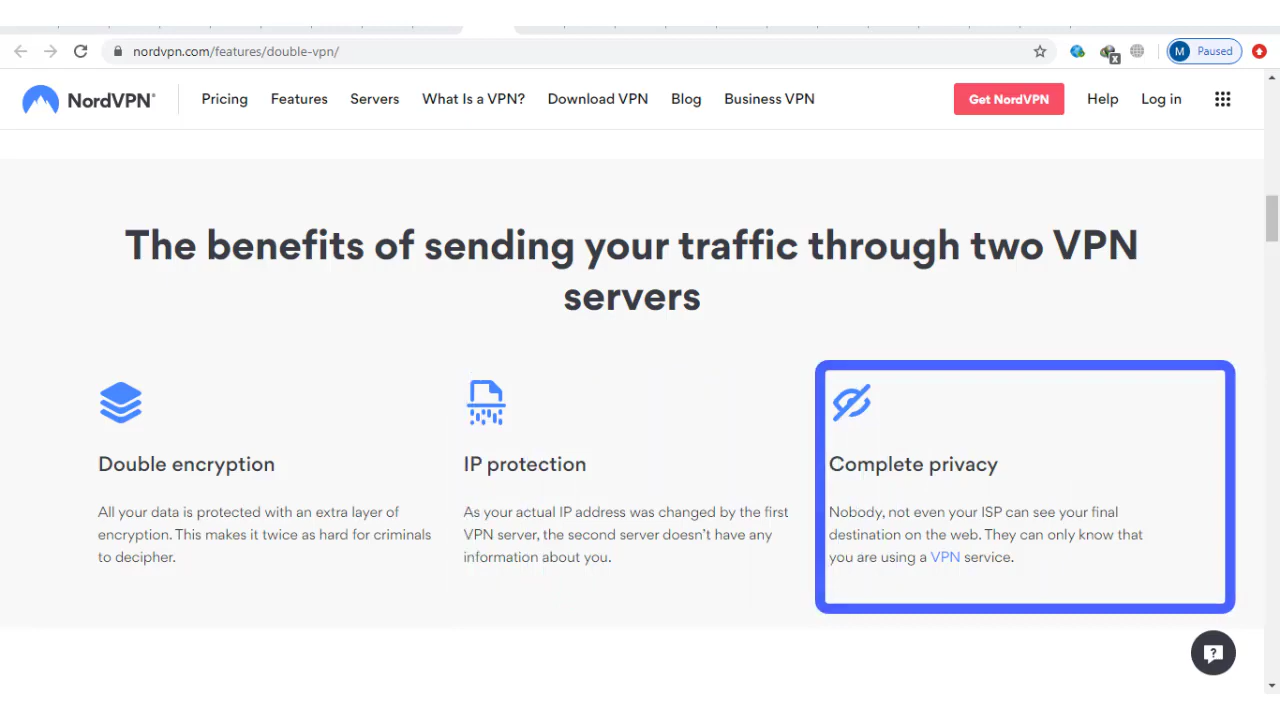 nordvpn.com/features/double-vpn/
M Paused
NordVPN®
Pricing
Features
Servers
What Is a VPN?
Download VPN
Blog
Business VPN
Get NordVPN
Help
Log in
The benefits of sending your traffic through two VPN
servers
Double encryption
All your data is protected with an extra layer of
encryption. This makes it twice as hard for criminals
to decipher.
IP protection
As your actual IP address was changed by the first
VPN server, the second server doesn't have any
information about you.
Complete privacy
Nobody, not even your ISP can see your final
destination on the web. They can only know that
you are using a VPN service.